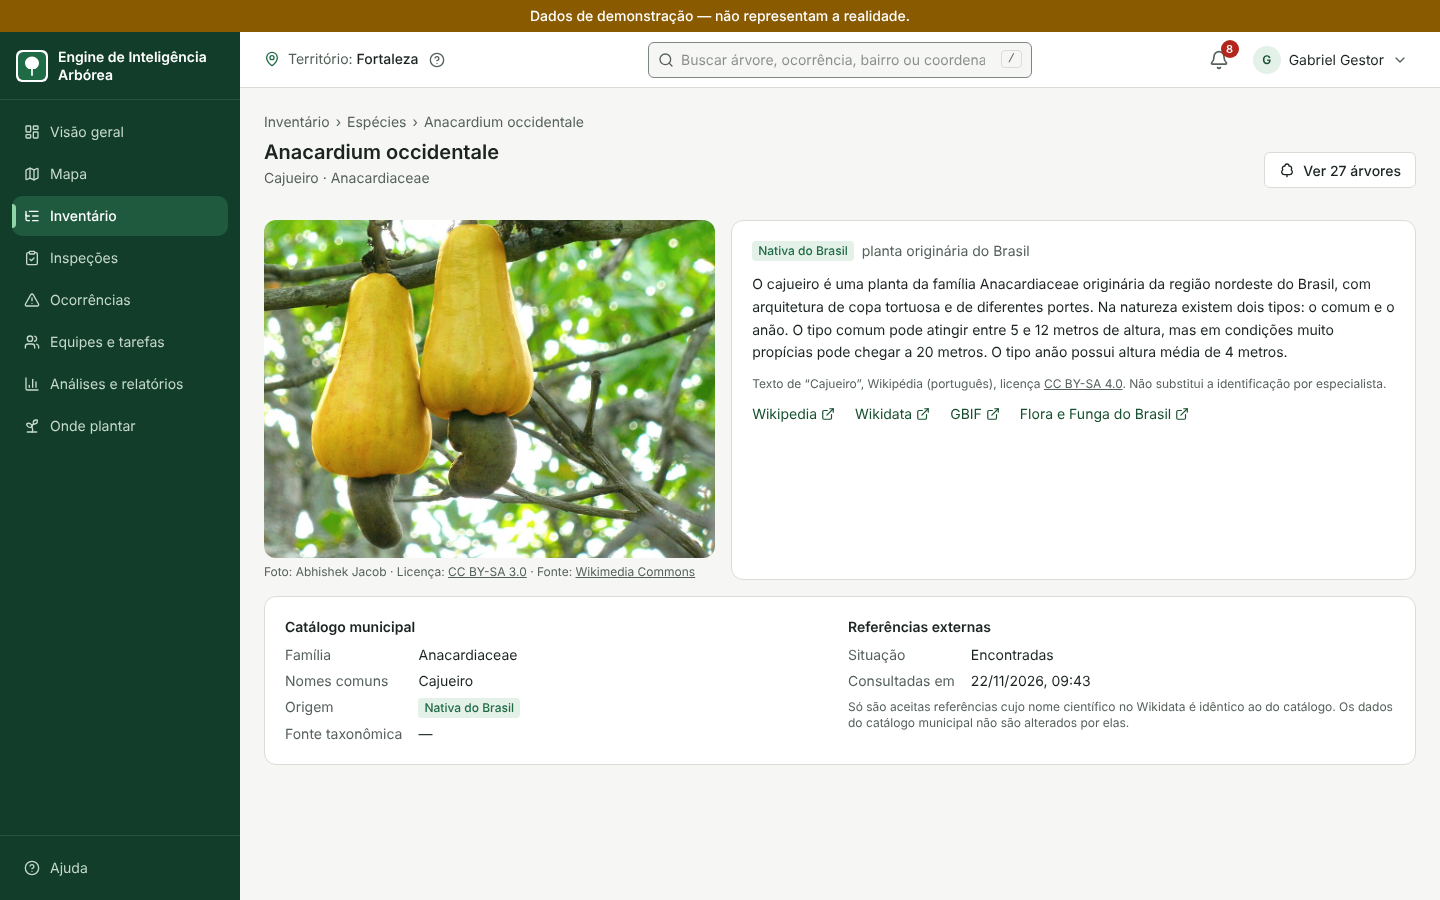 Dados de demonstração — não representam a realidade.
Engine de Inteligência
Arbórea
Território: Fortaleza
Buscar árvore, ocorrência, bairro ou coordena
/
8
G
Gabriel Gestor
Visão geral
Mapa
Inventário
Inspeções
Ocorrências
Equipes e tarefas
Análises e relatórios
Onde plantar
Ajuda
Inventário › Espécies › Anacardium occidentale
Anacardium occidentale
Cajueiro · Anacardiaceae
Ver 27 árvores
Foto: Abhishek Jacob · Licença: CC BY-SA 3.0 · Fonte: Wikimedia Commons
Nativa do Brasil planta originária do Brasil
O cajueiro é uma planta da família Anacardiaceae originária da região nordeste do Brasil, com
arquitetura de copa tortuosa e de diferentes portes. Na natureza existem dois tipos: o comum e o
anão. O tipo comum pode atingir entre 5 e 12 metros de altura, mas em condições muito
propícias pode chegar a 20 metros. O tipo anão possui altura média de 4 metros.
Texto de “Cajueiro”, Wikipédia (português), licença CC BY-SA 4.0. Não substitui a identificação por especialista.
Wikipedia Wikidata GBIF Flora e Funga do Brasil
Catálogo municipal
Família Anacardiaceae
Nomes comuns Cajueiro
Origem Nativa do Brasil
Fonte taxonômica —
Referências externas
Situação Encontradas
Consultadas em 22/11/2026, 09:43
Só são aceitas referências cujo nome científico no Wikidata é idêntico ao do catálogo. Os dados
do catálogo municipal não são alterados por elas.